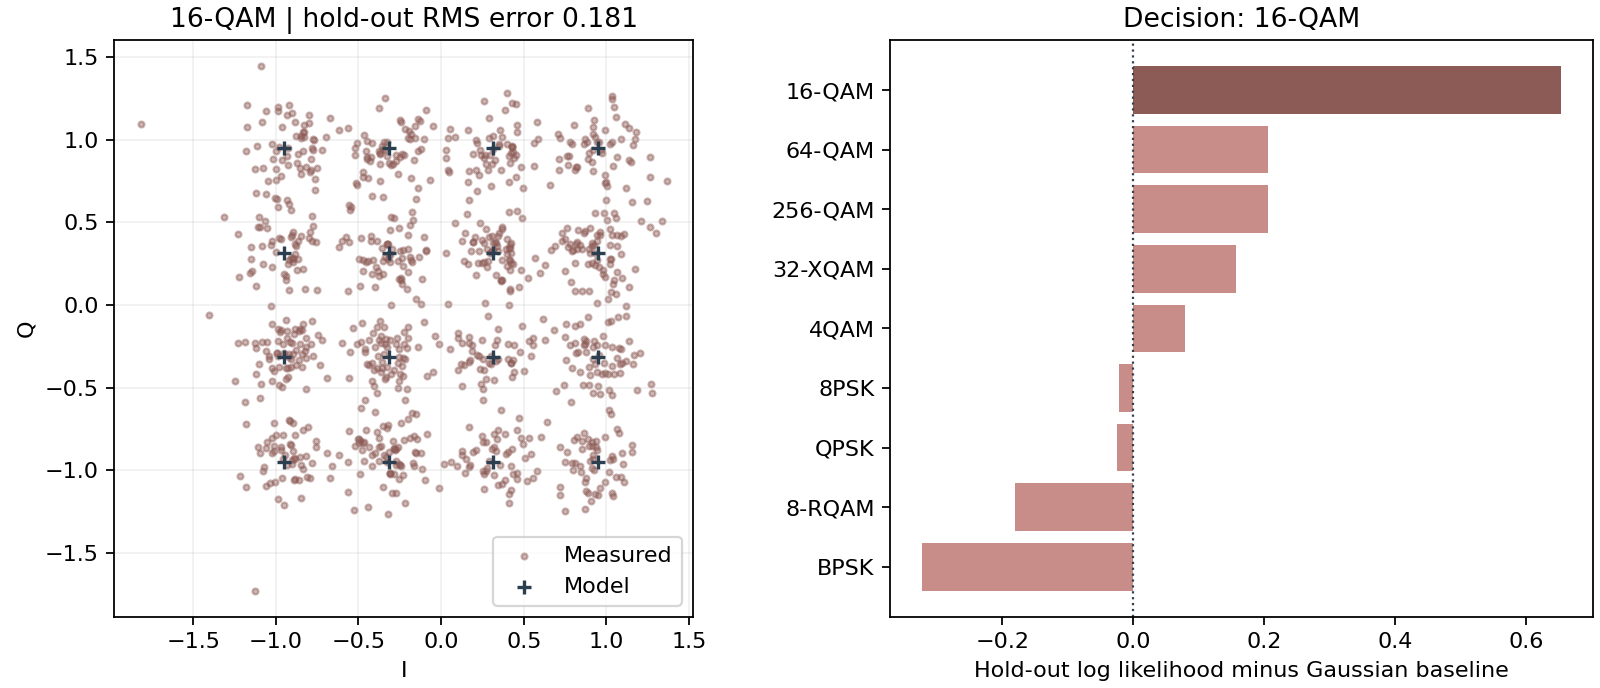 16-QAM | hold-out RMS error 0.181
1.5
1.0
0.5
0.0
−0.5
−1.0
−1.5
Q
−1.5
−1.0
−0.5
0.0
0.5
1.0
1.5
I
Measured
Model
Decision: 16-QAM
16-QAM
64-QAM
256-QAM
32-XQAM
4QAM
8PSK
QPSK
8-RQAM
BPSK
−0.2
0.0
0.2
0.4
0.6
Hold-out log likelihood minus Gaussian baseline